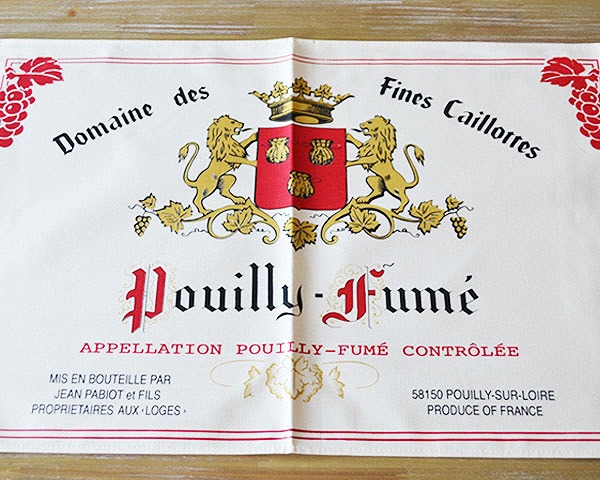 Domaine des Fines Caillottes
Pouilly-Fumé
APPELLATION POUILLY-FUMÉ CONTRÔLÉE
MIS EN BOUTEILLE PAR
JEAN PABIOT et FILS
PROPRIETAIRES AUX ‹LOGES›
58150 POUILLY-SUR-LOIRE
PRODUCE OF FRANCE